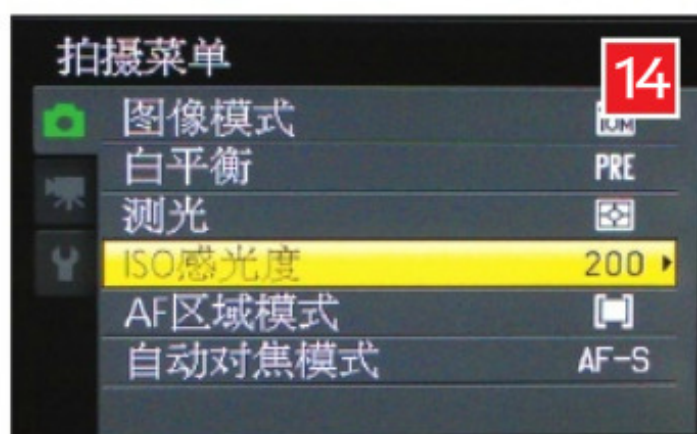 拍摄菜单
14
图像模式 10M
白平衡 PRE
测光
ISO感光度 200
AF区域模式
自动对焦模式 AF-S